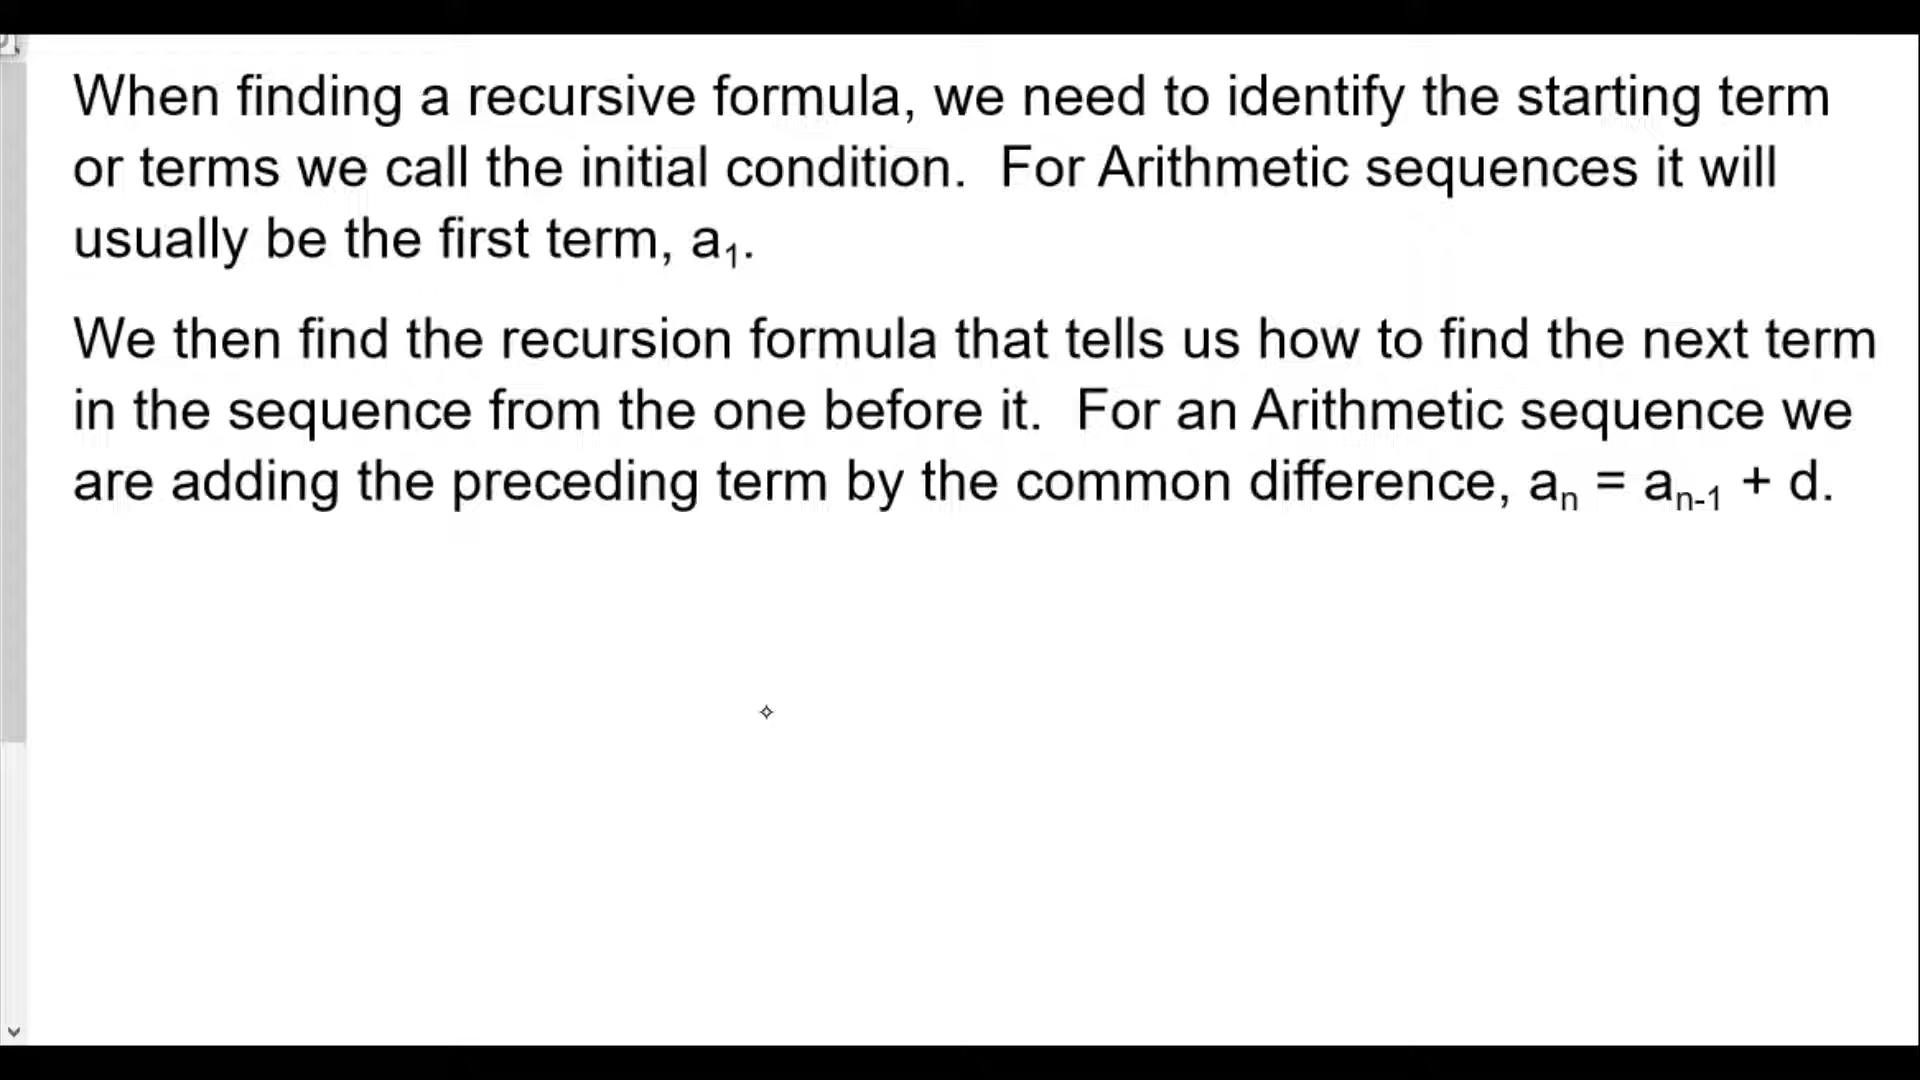 When finding a recursive formula, we need to identify the starting term
or terms we call the initial condition.  For Arithmetic sequences it will
usually be the first term, a₁.
We then find the recursion formula that tells us how to find the next term
in the sequence from the one before it.  For an Arithmetic sequence we
are adding the preceding term by the common difference, aₙ = aₙ₋₁ + d.